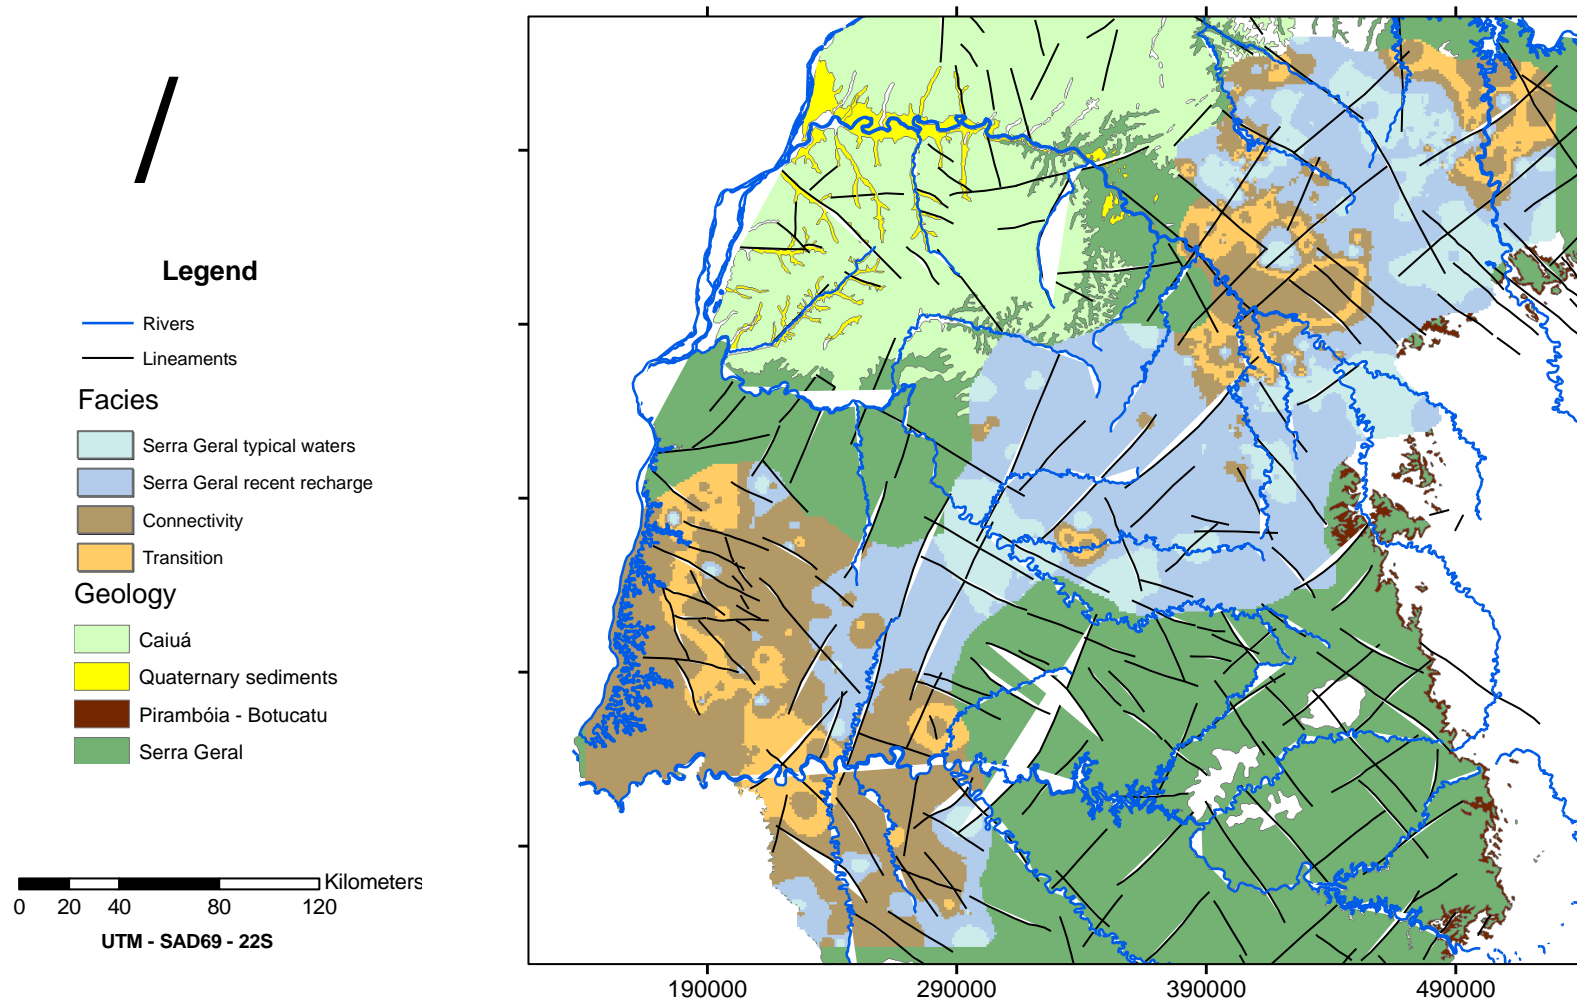 Legend
Rivers
Lineaments
Facies
Serra Geral typical waters
Serra Geral recent recharge
Connectivity
Transition
Geology
Caiuá
Quaternary sediments
Pirambóia - Botucatu
Serra Geral
Kilometers
0 20 40 80 120
UTM - SAD69 - 22S
190000 290000 390000 490000